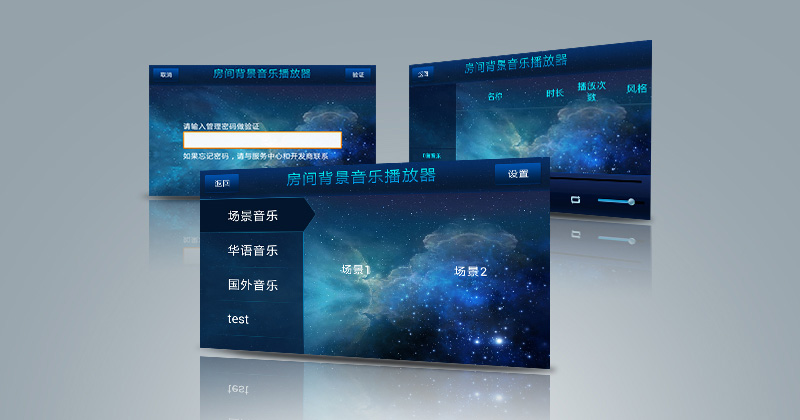 取消
房间背景音乐播放器
验证
请输入管理密码做验证
如果忘记密码，请与服务中心和开发商联系
返回
房间背景音乐播放器
名称
时长
播放次数
风格
返回
房间背景音乐播放器
设置
场景音乐
华语音乐
国外音乐
test
场景1
场景2